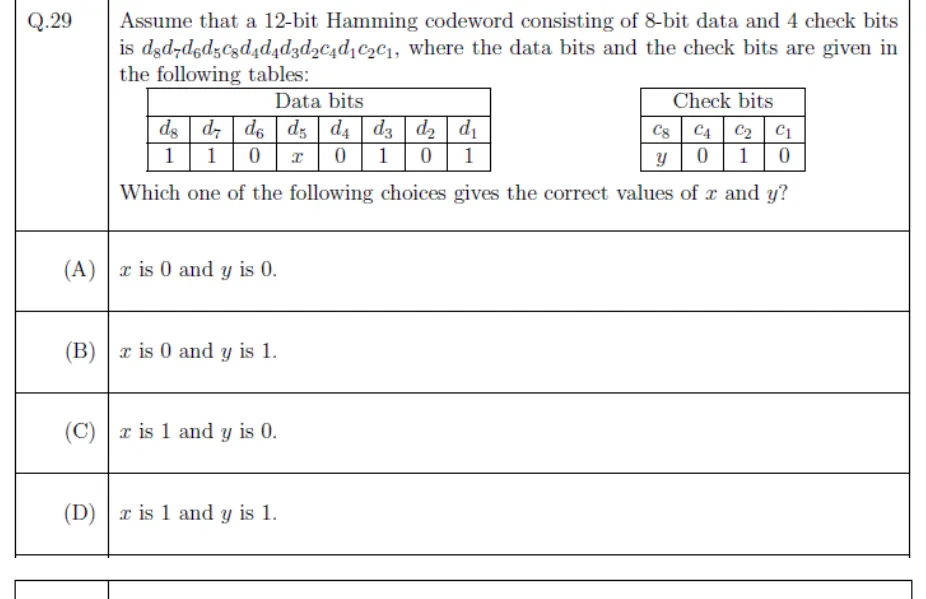 Q.29 Assume that a 12-bit Hamming codeword consisting of 8-bit data and 4 check bits
is d₈d₇d₆d₅c₈d₄d₄d₃d₂c₄d₁c₂c₁, where the data bits and the check bits are given in
the following tables:
Data bits Check bits
d₈ d₇ d₆ d₅ d₄ d₃ d₂ d₁ c₈ c₄ c₂ c₁
1 1 0 x 0 1 0 1 y 0 1 0
Which one of the following choices gives the correct values of x and y?
(A) x is 0 and y is 0.
(B) x is 0 and y is 1.
(C) x is 1 and y is 0.
(D) x is 1 and y is 1.